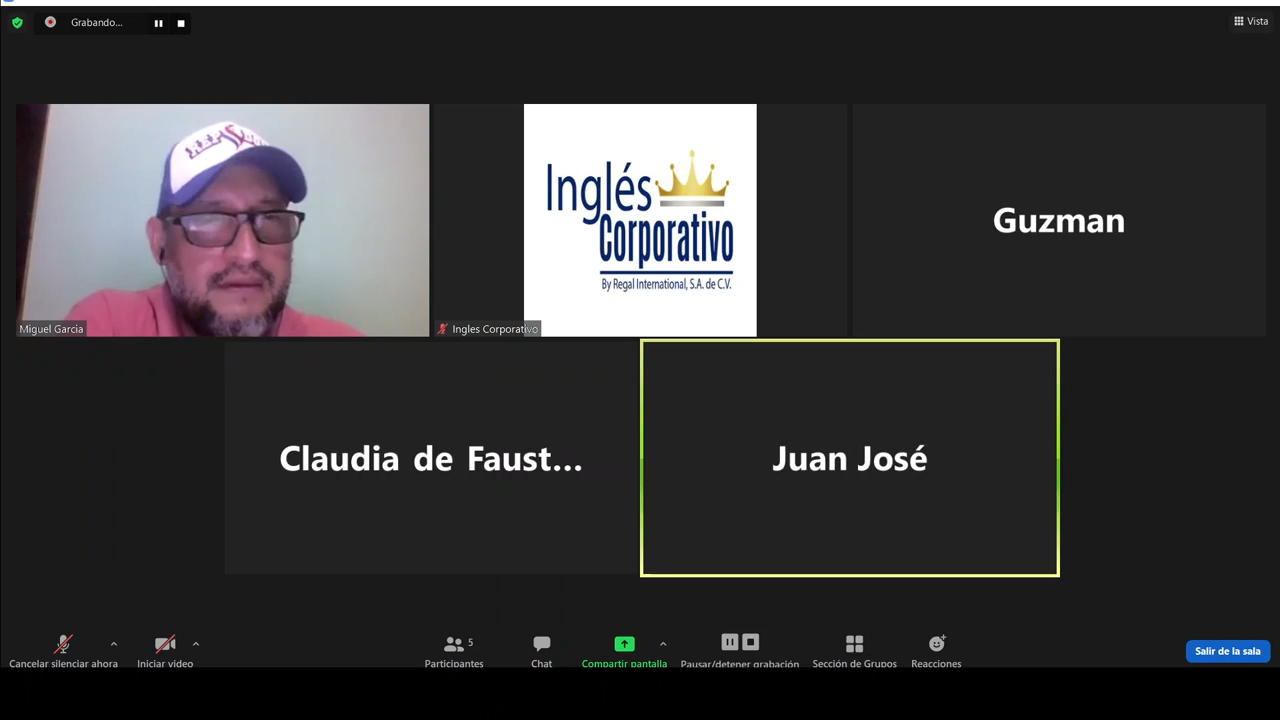 Grabando...
Vista
Inglés
Corporativo
By Regal International, S.A. de C.V.
Guzman
Miguel Garcia
Ingles Corporativo
Claudia de Faust...
Juan José
5
Cancelar silenciar ahora
Iniciar video
Participantes
Chat
Compartir pantalla
Pausar/detener grabación
Sección de Grupos
Reacciones
Salir de la sala